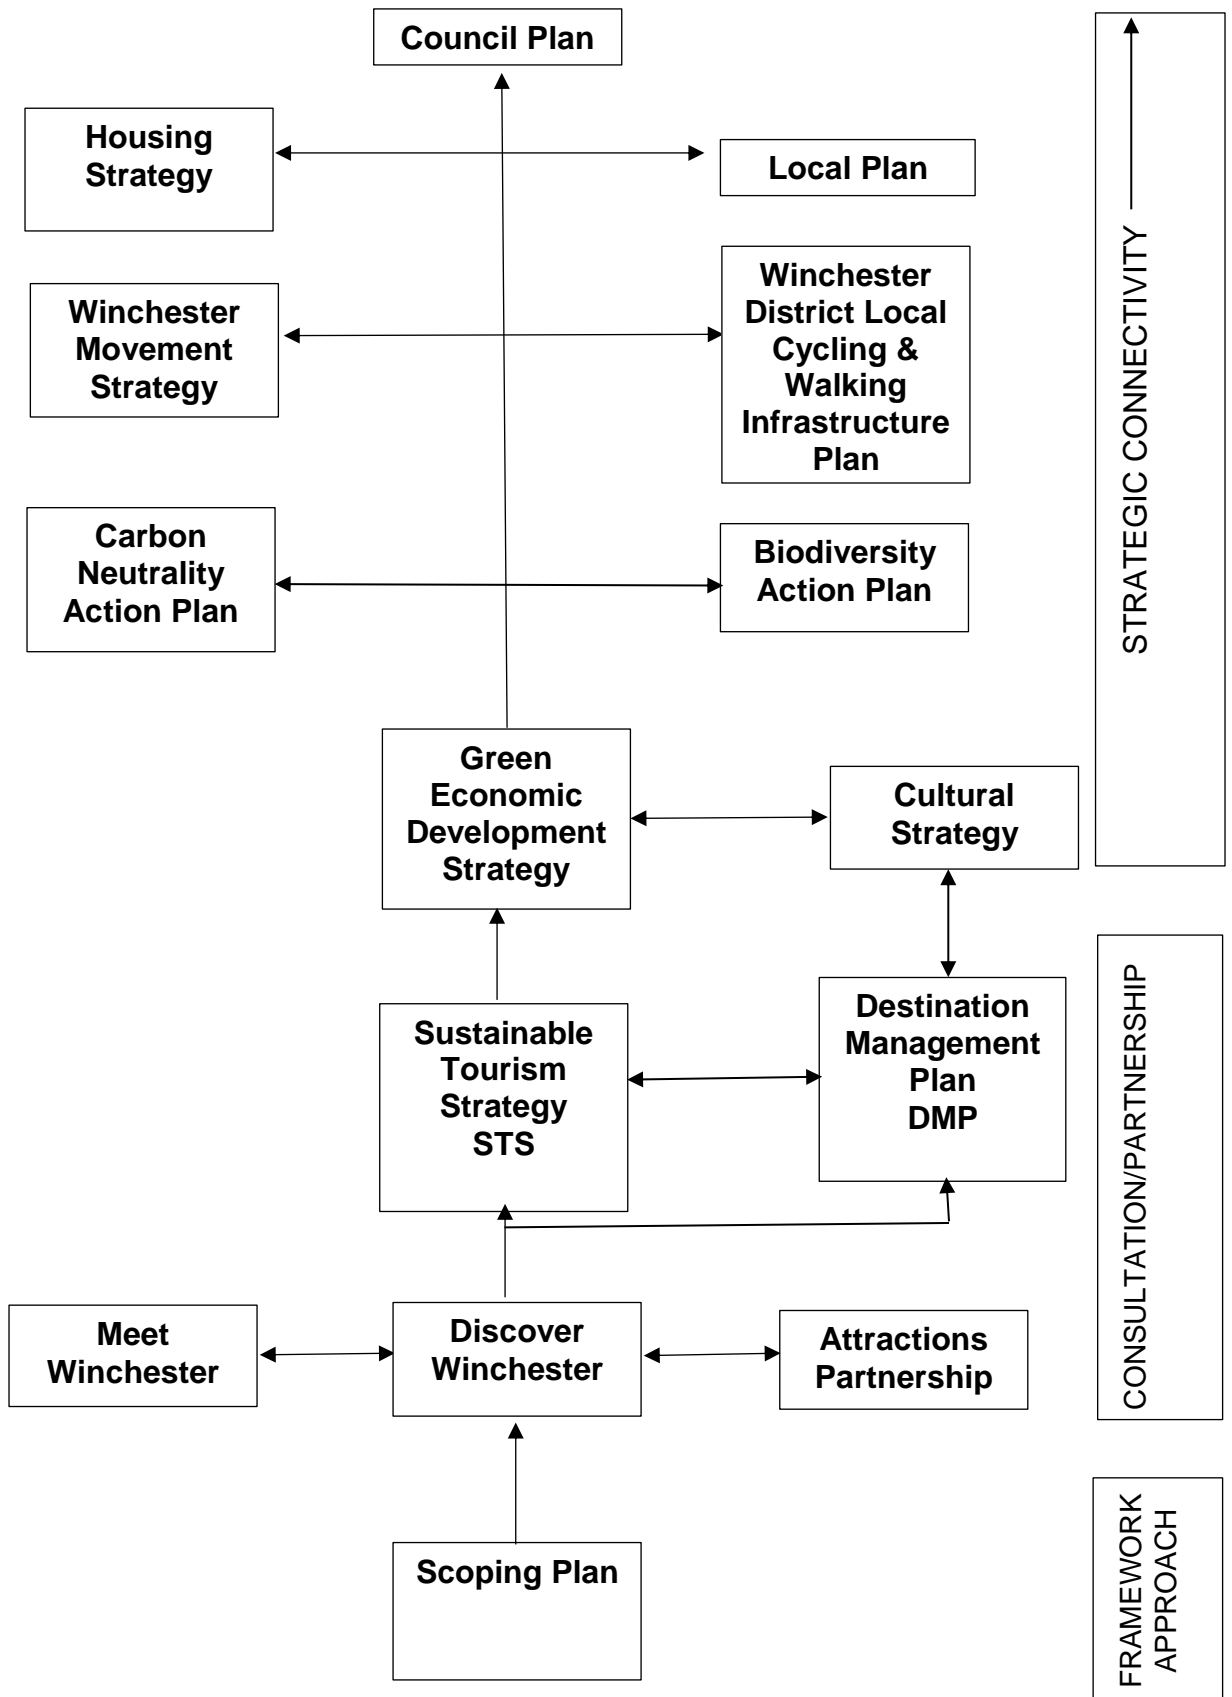 Council Plan
Housing
Strategy
Local Plan
Winchester
Movement
Strategy
Winchester
District Local
Cycling &
Walking
Infrastructure
Plan
Carbon
Neutrality
Action Plan
Biodiversity
Action Plan
STRATEGIC CONNECTIVITY
Green
Economic
Development
Strategy
Cultural
Strategy
Sustainable
Tourism
Strategy
STS
Destination
Management
Plan
DMP
CONSULTATION/PARTNERSHIP
Meet
Winchester
Discover
Winchester
Attractions
Partnership
Scoping Plan
FRAMEWORK
APPROACH